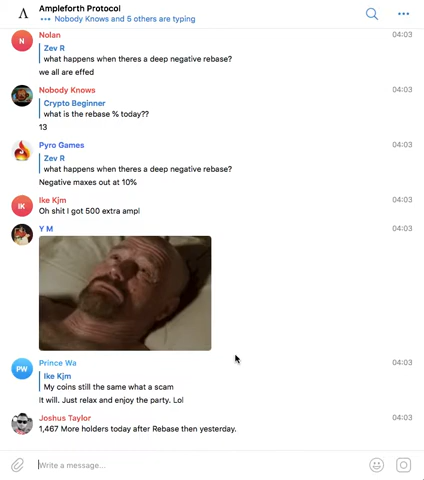 Ampleforth Protocol
Nobody Knows and 5 others are typing
Nolan 04:03
Zev R
what happens when theres a deep negative rebase?
we all are effed
Nobody Knows 04:03
Crypto Beginner
what is the rebase % today??
13
Pyro Games 04:03
Zev R
what happens when theres a deep negative rebase?
Negative maxes out at 10%
Ike Kjm 04:03
Oh shit I got 500 extra ampl
Y M 04:03
Prince Wa 04:03
Ike Kjm
My coins still the same what a scam
It will. Just relax and enjoy the party. Lol
Joshus Taylor 04:03
1,467 More holders today after Rebase then yesterday.
Write a message...
N
IK
PW